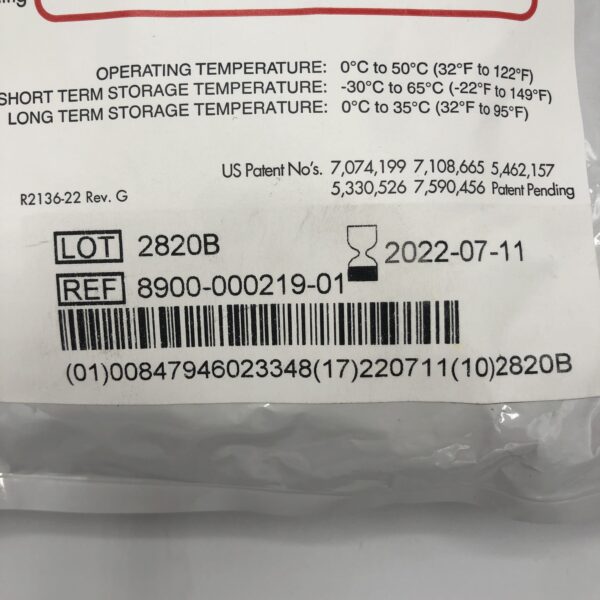 OPERATING TEMPERATURE: 0°C to 50°C (32°F to 122°F)
SHORT TERM STORAGE TEMPERATURE: -30°C to 65°C (-22°F to 149°F)
LONG TERM STORAGE TEMPERATURE: 0°C to 35°C (32°F to 95°F)
US Patent No's. 7,074,199 7,108,665 5,462,157
5,330,526 7,590,456 Patent Pending
R2136-22 Rev. G
LOT 2820B 2022-07-11
REF 8900-000219-01
(01)00847946023348(17)220711(10)2820B